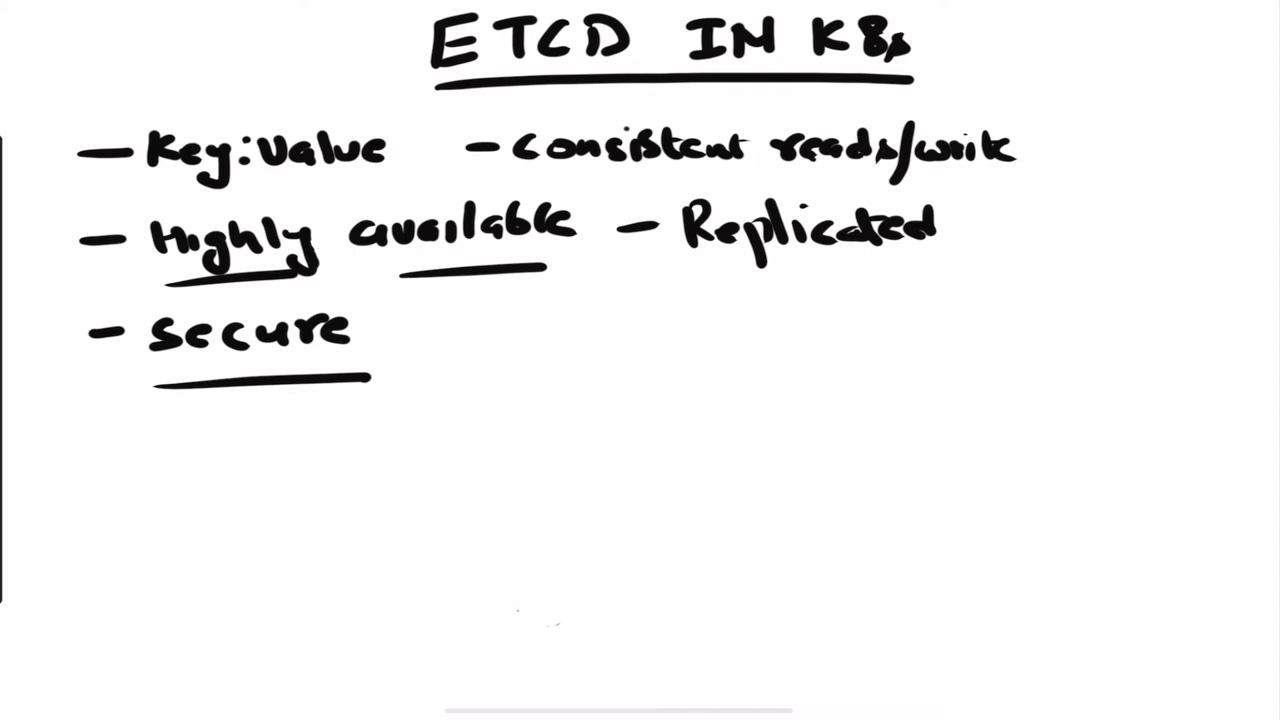 ETCD IN K8s
- Key:Value - consistent reads/write
- Highly available - Replicated
- Secure